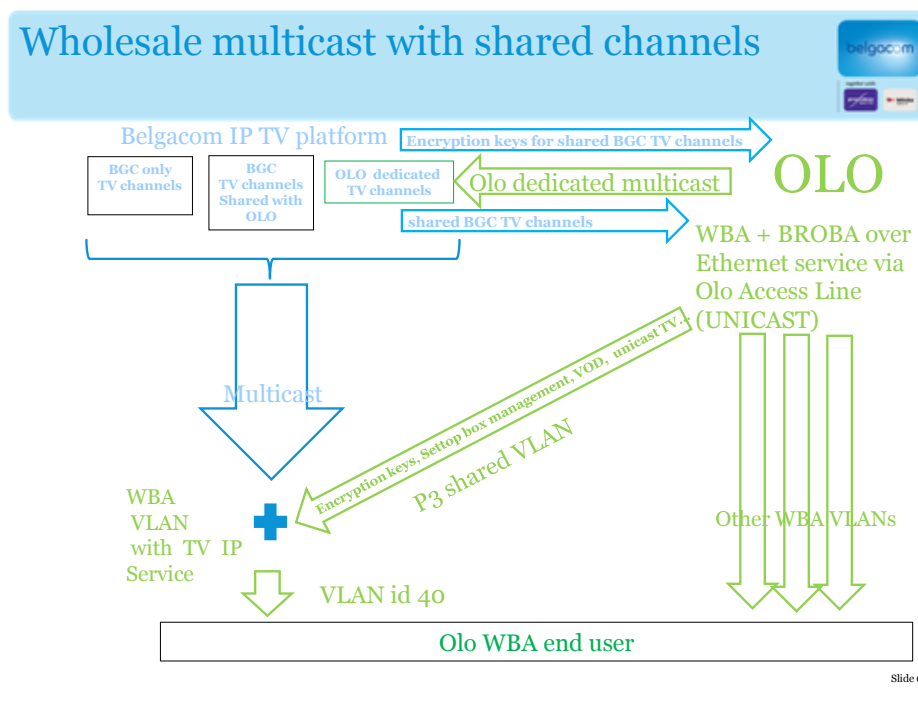 Wholesale multicast with shared channels
belgacom
Belgacom IP TV platform
Encryption keys for shared BGC TV channels
BGC only
TV channels
BGC
TV channels
Shared with
OLO
OLO dedicated
TV channels
Olo dedicated multicast
OLO
shared BGC TV channels
WBA + BROBA over
Ethernet service via
Olo Access Line
(UNICAST)
Encryption keys, Settop box management, VOD, unicast TV...
Multicast
P3 shared VLAN
WBA
VLAN
with TV IP
Service
Other WBA VLANs
VLAN id 40
Olo WBA end user
Slide